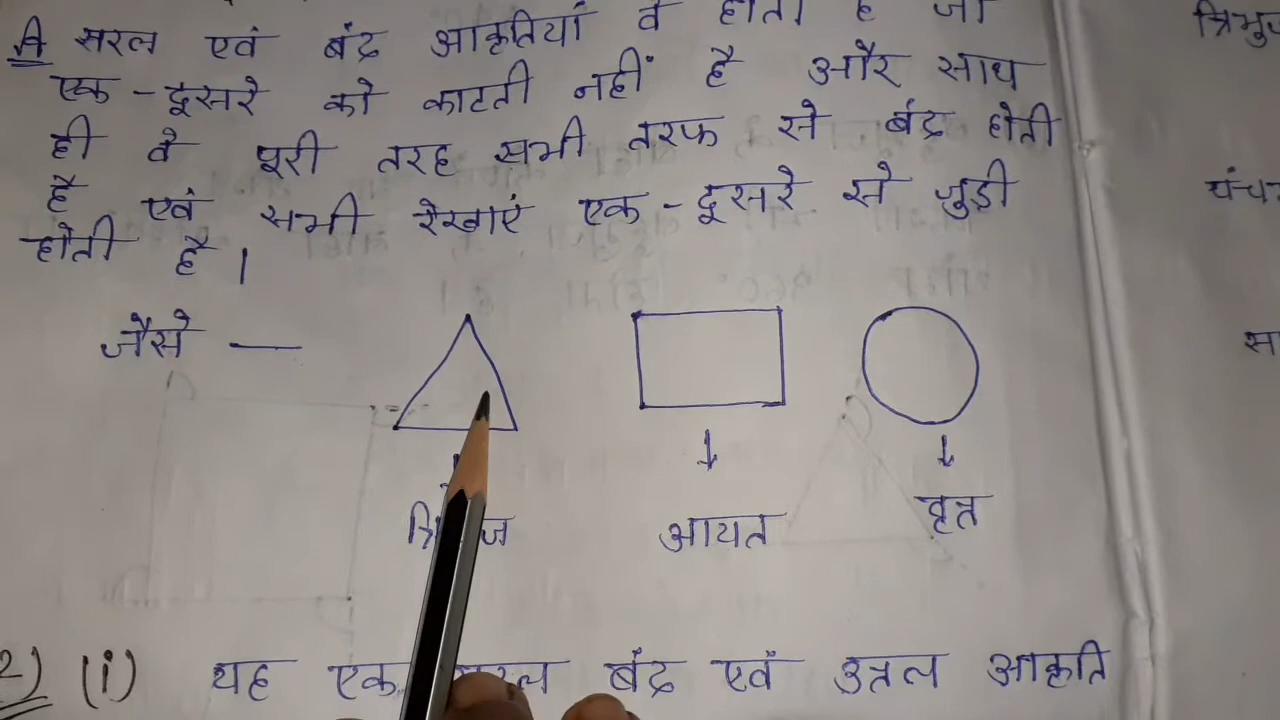 सरल एवं बंद आकृतियां वे होती है जो
एक-दूसरे को काटती नहीं है और साथ
ही वे पूरी तरह सभी तरफ से बंद होती
है एवं सभी रेखाएं एक-दूसरे से जुड़ी
होती है।
जैसे —
आयत
वृत्त
2) (i) यह एक बंद एवं उत्तल आकृति